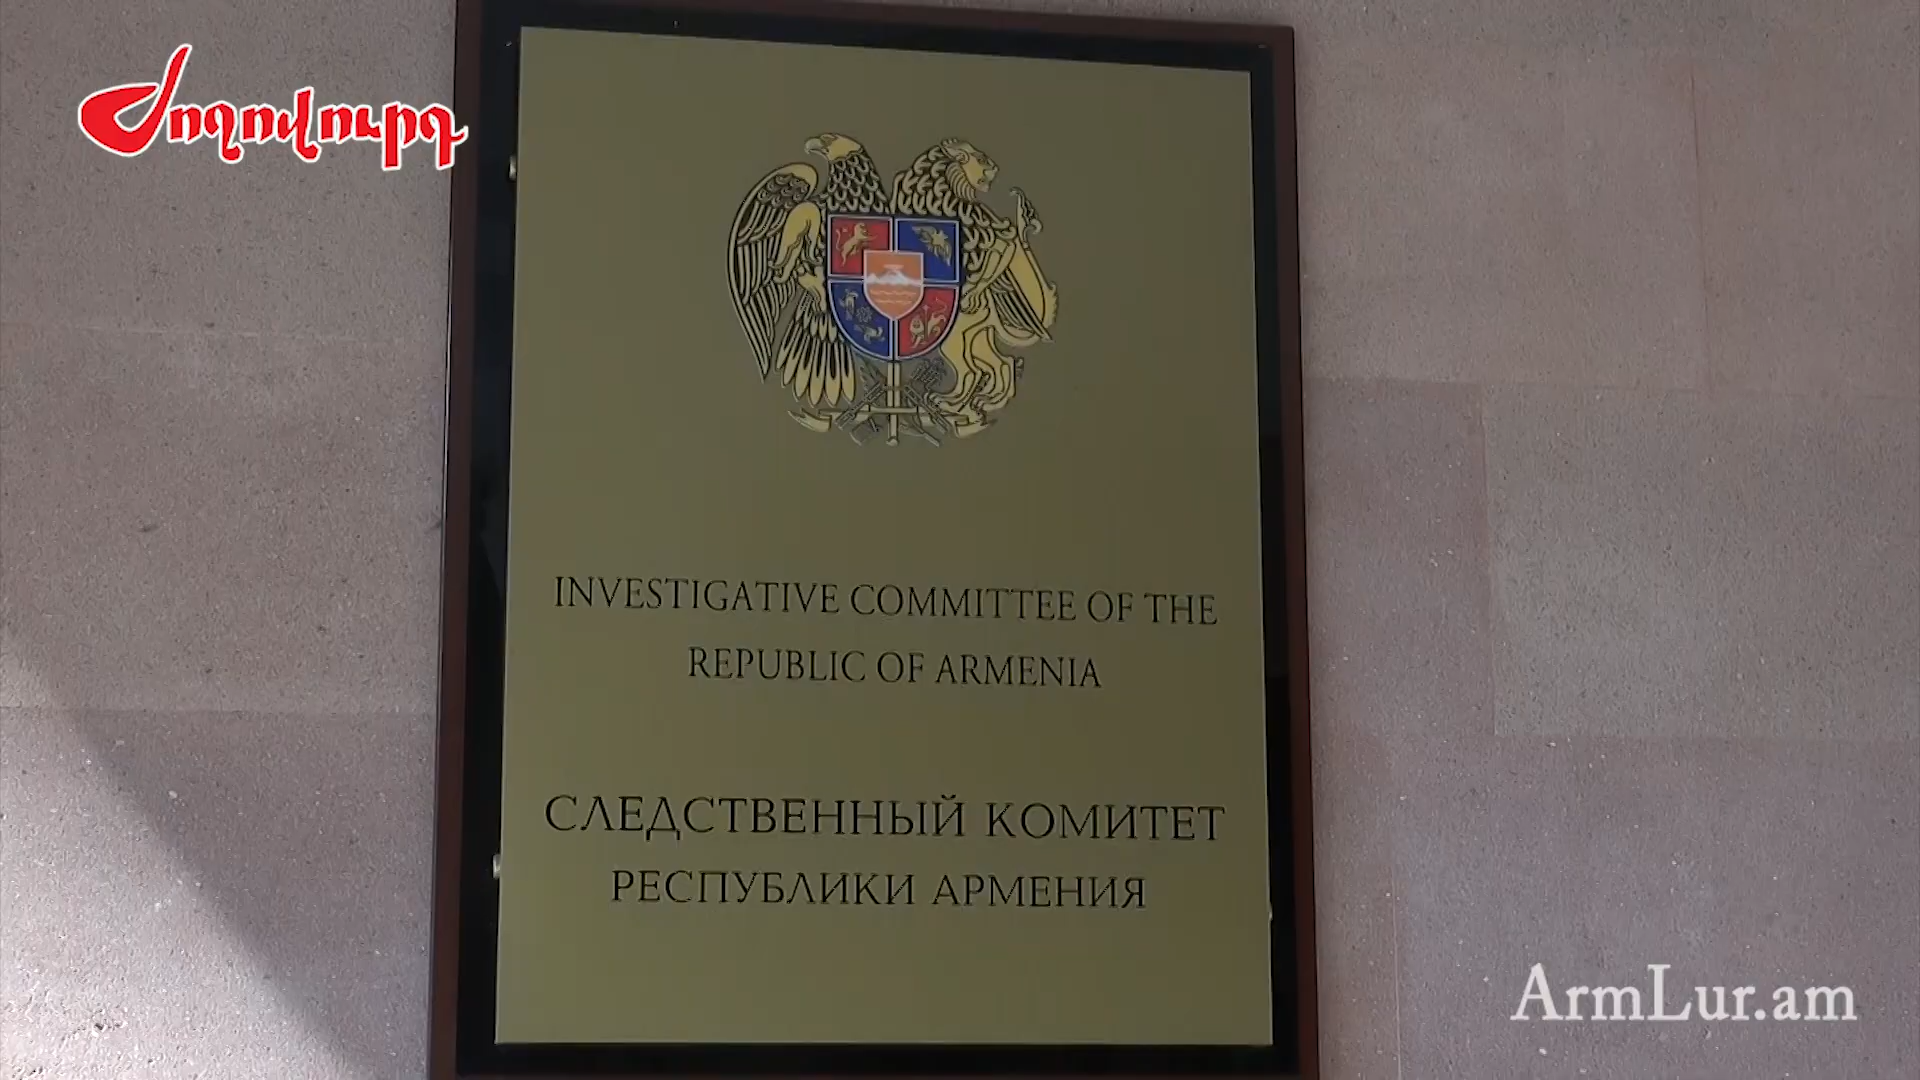 Ժողովուրդ
INVESTIGATIVE COMMITTEE OF THE
REPUBLIC OF ARMENIA
СЛЕДСТВЕННЫЙ КОМИТЕТ
РЕСПУБЛИКИ АРМЕНИЯ
ArmLur.am